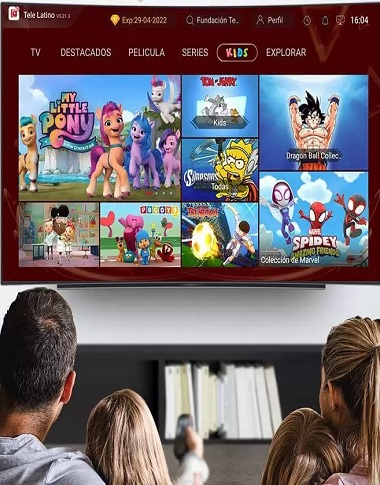 Tele Latino V5.21.3
Exp:29-04-2022
Fundación Te..
Perfil
16:04
TV
DESTACADOS
PELICULA
SERIES
KIDS
EXPLORAR
MY LITTLE PONY
TOM and JERRY
Kids
Dragon Ball Collec..
SIMPSONS
Todas
POCOYO
MARVEL
SPIDEY
AMAZING FRIENDS
Colección de Marvel